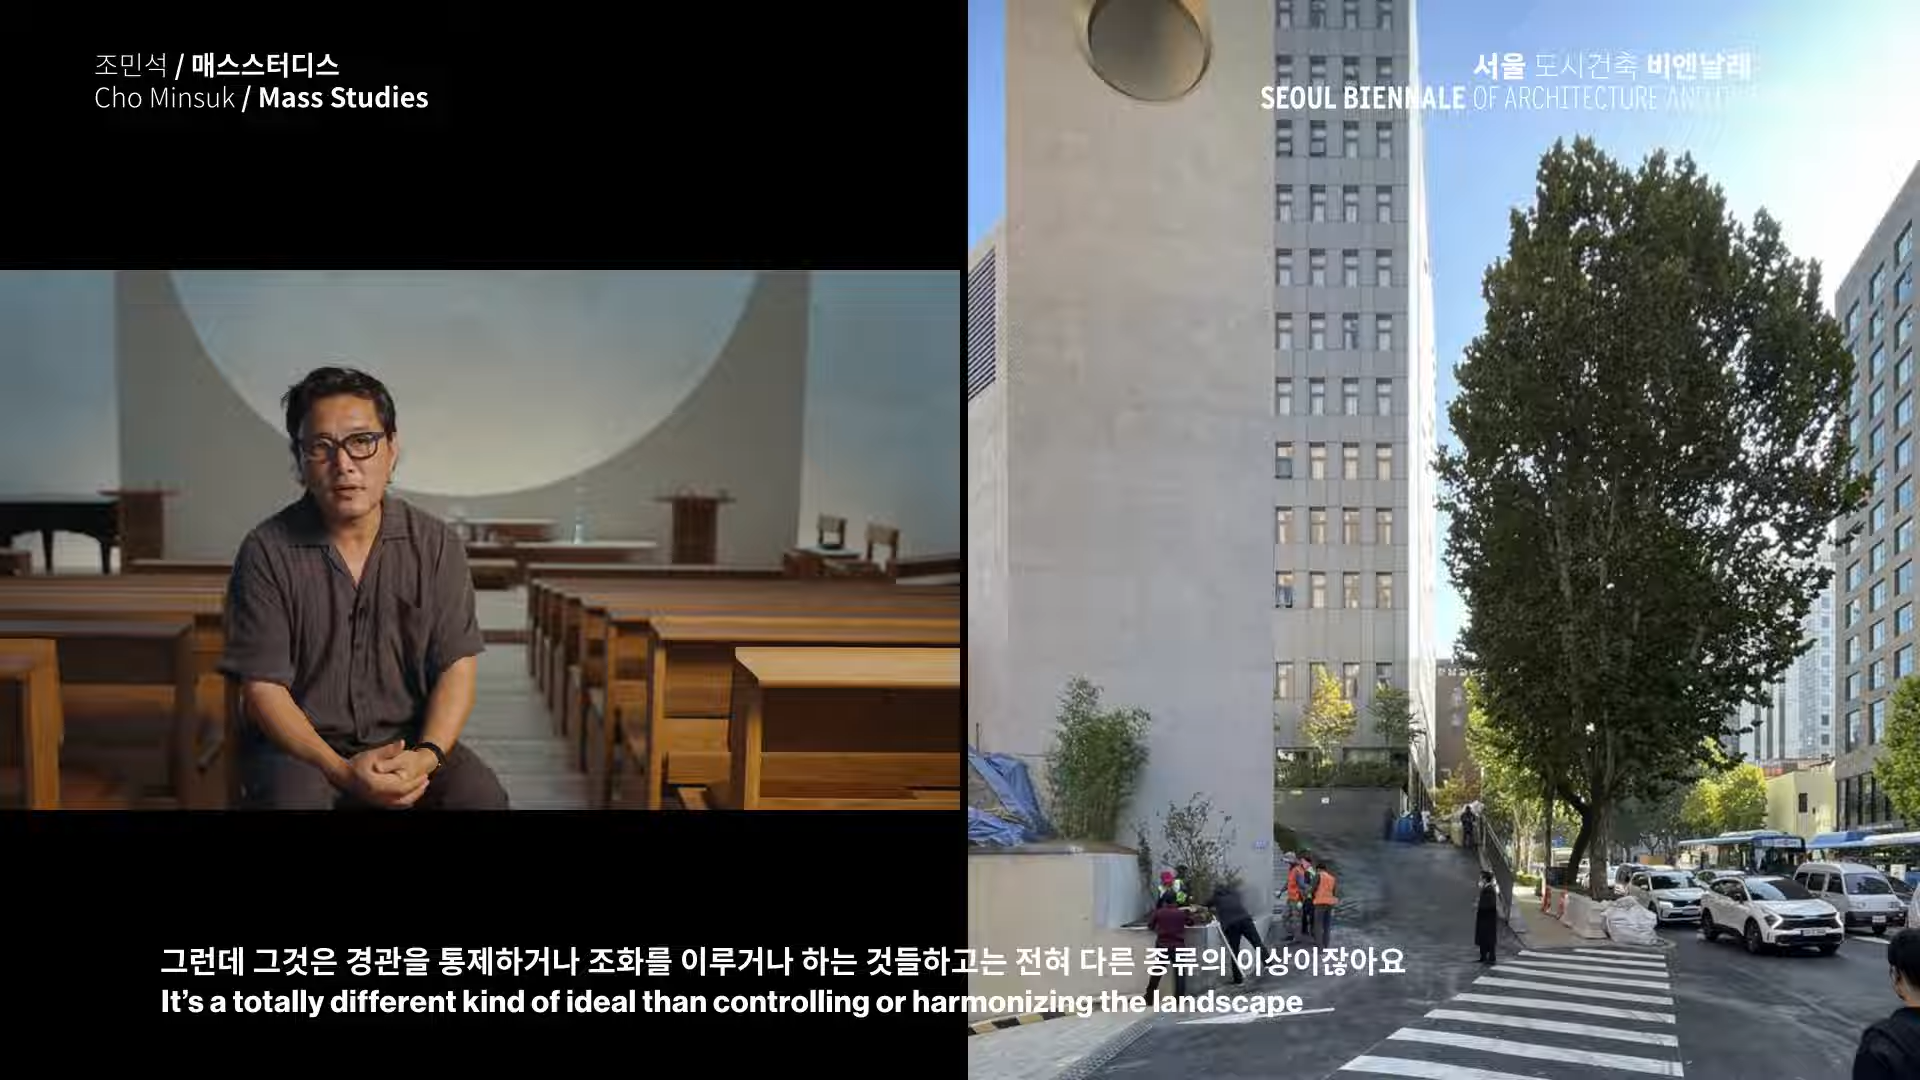 조민석 / 매스스터디스
Cho Minsuk / Mass Studies
서울 도시건축 비엔날레
SEOUL BIENNALE OF ARCHITECTURE AND
그런데 그것은 경관을 통제하거나 조화를 이루거나 하는 것들하고는 전혀 다른 종류의 이상이잖아요
It's a totally different kind of ideal than controlling or harmonizing the landscape